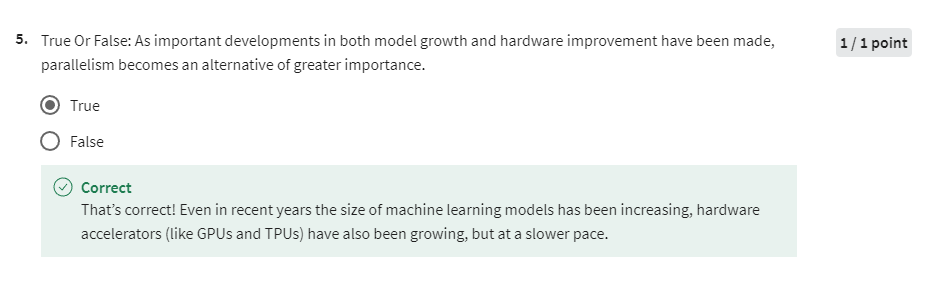 5. True Or False: As important developments in both model growth and hardware improvement have been made,
1 / 1 point
parallelism becomes an alternative of greater importance.
True
False
Correct
That's correct! Even in recent years the size of machine learning models has been increasing, hardware
accelerators (like GPUs and TPUs) have also been growing, but at a slower pace.